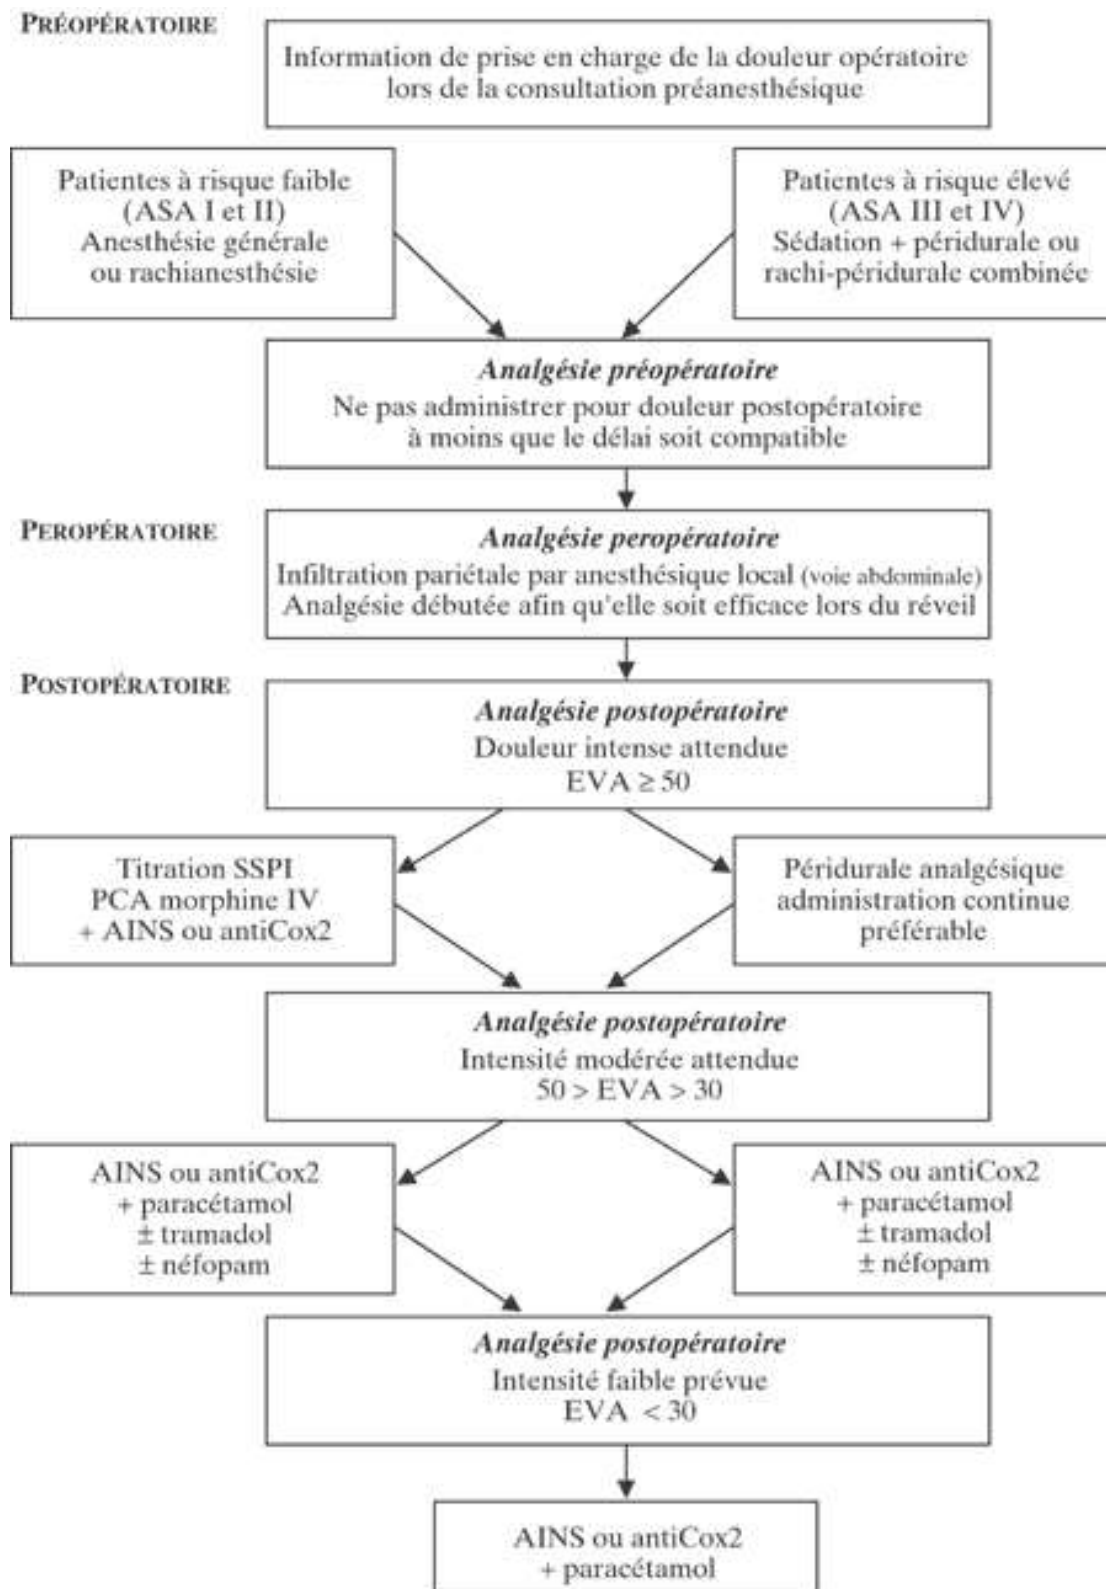 PRÉOPÉRATOIRE
Information de prise en charge de la douleur opératoire
lors de la consultation préanesthésique
Patientes à risque faible
(ASA I et II)
Anesthésie générale
ou rachianesthésie
Patientes à risque élevé
(ASA III et IV)
Sédation + péridurale ou
rachi-péridurale combinée
Analgésie préopératoire
Ne pas administrer pour douleur postopératoire
à moins que le délai soit compatible
PEROPÉRATOIRE
Analgésie peropératoire
Infiltration pariétale par anesthésique local (voie abdominale)
Analgésie débutée afin qu'elle soit efficace lors du réveil
POSTOPÉRATOIRE
Analgésie postopératoire
Douleur intense attendue
EVA ≥ 50
Titration SSPI
PCA morphine IV
+ AINS ou antiCox2
Péridurale analgésique
administration continue
préférable
Analgésie postopératoire
Intensité modérée attendue
50 > EVA > 30
AINS ou antiCox2
+ paracétamol
± tramadol
± néfopam
AINS ou antiCox2
+ paracétamol
± tramadol
± néfopam
Analgésie postopératoire
Intensité faible prévue
EVA < 30
AINS ou antiCox2
+ paracétamol